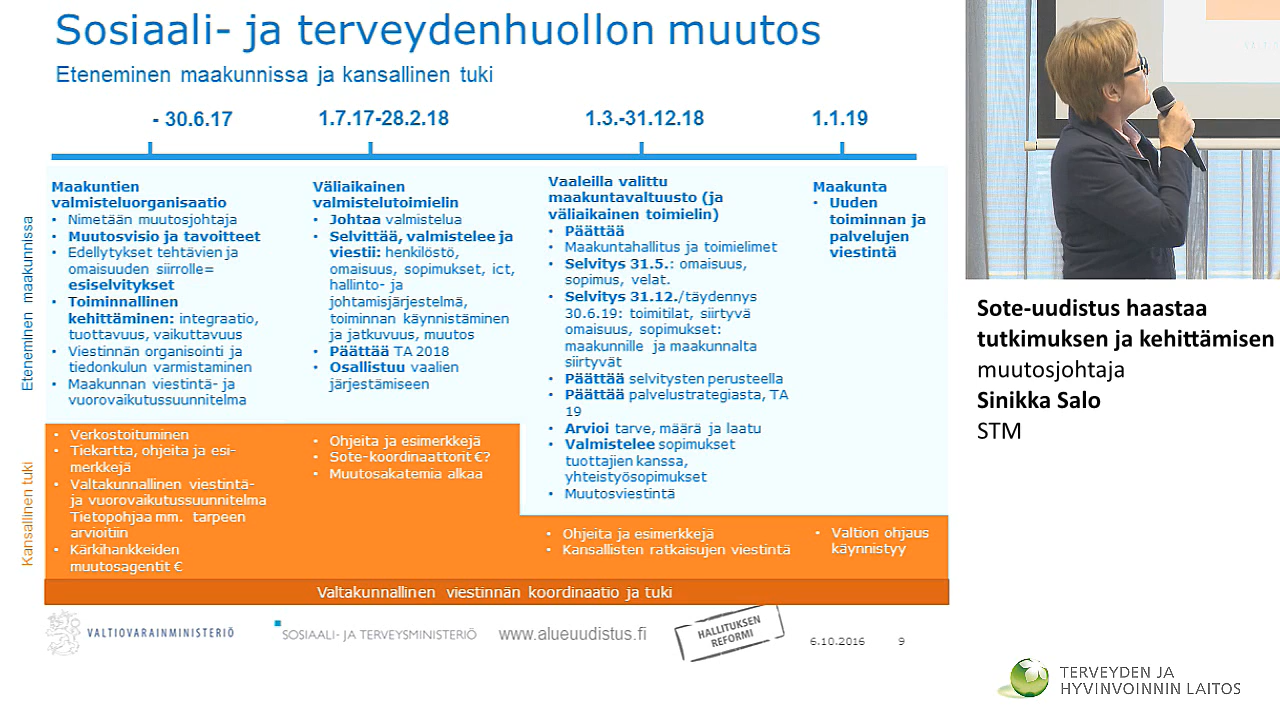 Sosiaali- ja terveydenhuollon muutos
Eteneminen maakunnissa ja kansallinen tuki
- 30.6.17
1.7.17-28.2.18
1.3.-31.12.18
1.1.19
Eteneminen maakunnissa
Maakuntien
valmisteluorganisaatio
• Nimetään muutosjohtaja
• Muutosvisio ja tavoitteet
• Edellytykset tehtävien ja
omaisuuden siirrolle=
esiselvitykset
• Toiminnallinen
kehittäminen: integraatio,
tuottavuus, vaikuttavuus
• Viestinnän organisointi ja
tiedonkulun varmistaminen
• Maakunnan viestintä- ja
vuorovaikutussuunnitelma
Väliaikainen
valmistelutoimielin
• Johtaa valmistelua
• Selvittää, valmistelee ja
viestii: henkilöstö,
omaisuus, sopimukset, ict,
hallinto- ja
johtamisjärjestelmä,
toiminnan käynnistäminen
ja jatkuvuus, muutos
• Päättää TA 2018
• Osallistuu vaalien
järjestämiseen
Vaaleilla valittu
maakuntavaltuusto (ja
väliaikainen toimielin)
• Päättää
• Maakuntahallitus ja toimielimet
• Selvitys 31.5.: omaisuus,
sopimus, velat.
• Selvitys 31.12./täydennys
30.6.19: toimitilat, siirtyvä
omaisuus, sopimukset:
maakunnille ja maakunnalta
siirtyvät
• Päättää selvitysten perusteella
• Päättää palvelustrategiasta, TA
19
• Arvioi tarve, määrä ja laatu
• Valmistelee sopimukset
tuottajien kanssa,
yhteistyösopimukset
• Muutosviestintä
Maakunta
• Uuden
toiminnan ja
palvelujen
viestintä
Kansallinen tuki
• Verkostoituminen
• Tiekartta, ohjeita ja esi-
merkkejä
• Valtakunnallinen viestintä-
ja vuorovaikutussuunnitelma
Tietopohjaa mm. tarpeen
arvioitiin
• Kärkihankkeiden
muutosagentit €
• Ohjeita ja esimerkkejä
• Sote-koordinaattorit €?
• Muutosakatemia alkaa
• Ohjeita ja esimerkkejä
• Kansallisten ratkaisujen viestintä
• Valtion ohjaus
käynnistyy
Valtakunnallinen viestinnän koordinaatio ja tuki
VALTIOVARAINMINISTERIÖ
SOSIAALI- JA TERVEYSMINISTERIÖ
www.alueuudistus.fi
HALLITUKSEN
REFORMI
6.10.2016
9
Sote-uudistus haastaa
tutkimuksen ja kehittämisen
muutosjohtaja
Sinikka Salo
STM
TERVEYDEN JA
HYVINVOINNIN LAITOS